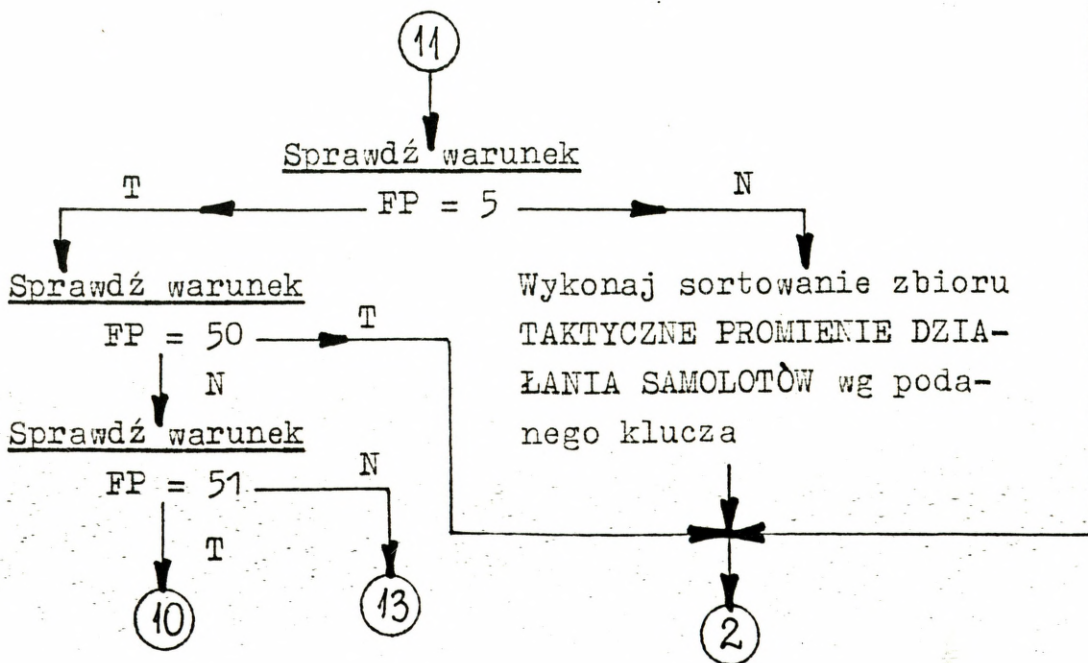 11
Sprawdź warunek
T
FP = 5
N
Sprawdź warunek
FP = 50
T
N
Sprawdź warunek
FP = 51
N
T
10
13
Wykonaj sortowanie zbioru
TAKTYCZNE PROMIENIE DZIA-
ŁANIA SAMOLOTÓW wg poda-
nego klucza
2